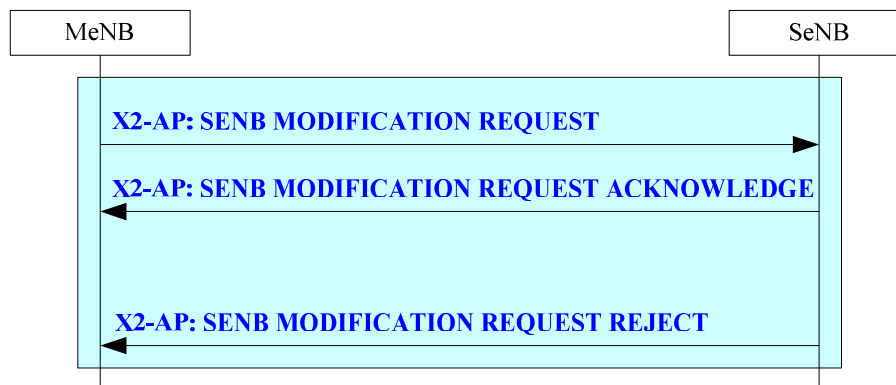 MeNB
SeNB
X2-AP: SENB MODIFICATION REQUEST
X2-AP: SENB MODIFICATION REQUEST ACKNOWLEDGE
X2-AP: SENB MODIFICATION REQUEST REJECT